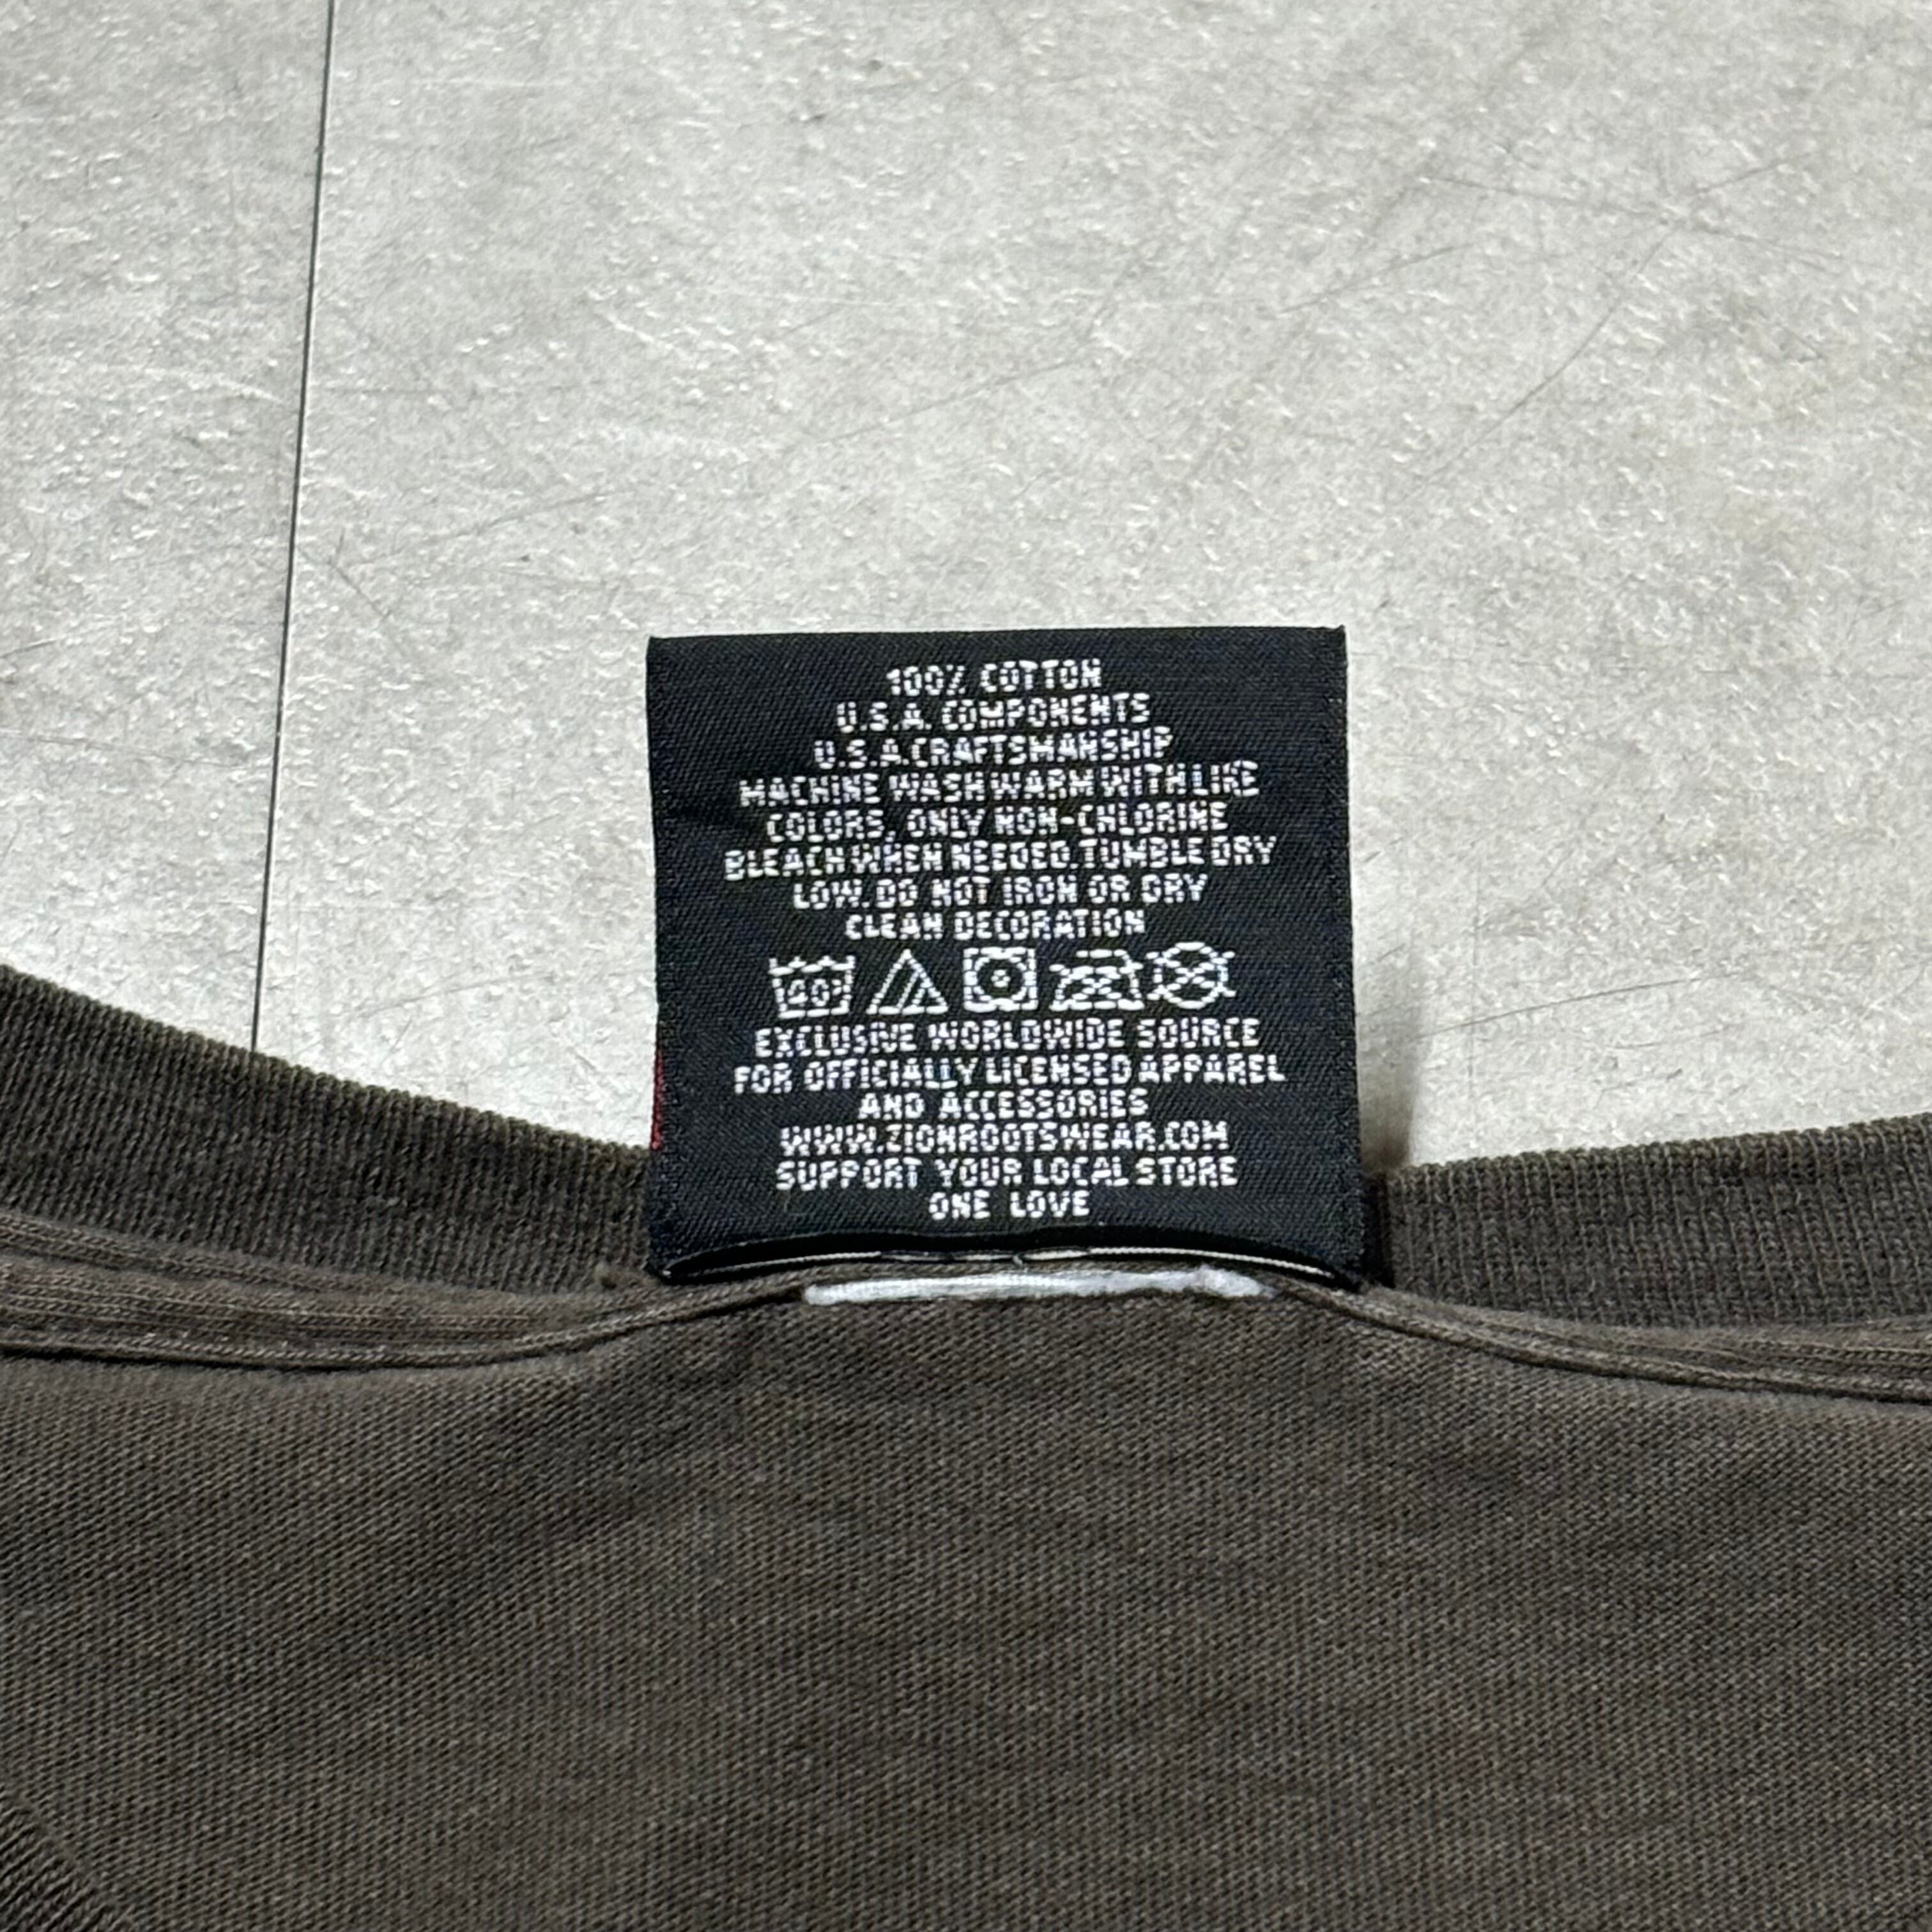 100% COTTON
U.S.A. COMPONENTS
U.S.A CRAFTSMANSHIP
MACHINE WASH WARM WITH LIKE
COLORS, ONLY NON-CHLORINE
BLEACH WHEN NEEDED. TUMBLE DRY
LOW. DO NOT IRON OR DRY
CLEAN DECORATION
40°
EXCLUSIVE WORLDWIDE SOURCE
FOR OFFICIALLY LICENSED APPAREL
AND ACCESSORIES
WWW.ZIONROOTSWEAR.COM
SUPPORT YOUR LOCAL STORE
ONE LOVE